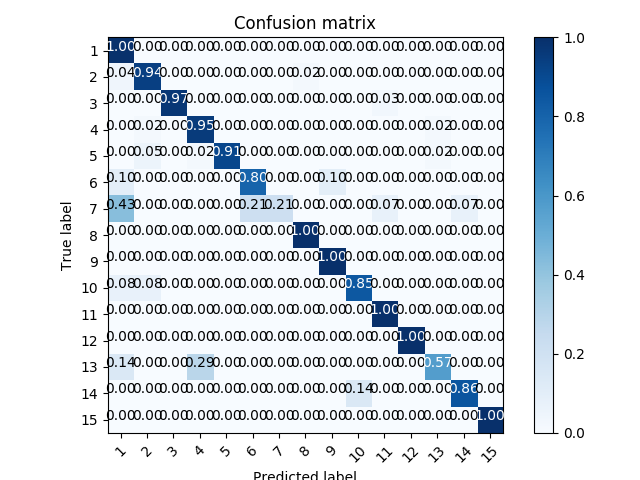 Confusion matrix
1 1.00 0.00 0.00 0.00 0.00 0.00 0.00 0.00 0.00 0.00 0.00 0.00 0.00 0.00 0.00
2 0.04 0.94 0.00 0.00 0.00 0.00 0.00 0.02 0.00 0.00 0.00 0.00 0.00 0.00 0.00
3 0.00 0.00 0.97 0.00 0.00 0.00 0.00 0.00 0.00 0.00 0.03 0.00 0.00 0.00 0.00
4 0.00 0.02 0.00 0.95 0.00 0.00 0.00 0.00 0.00 0.00 0.00 0.00 0.02 0.00 0.00
5 0.00 0.05 0.00 0.02 0.91 0.00 0.00 0.00 0.00 0.00 0.00 0.00 0.02 0.00 0.00
6 0.10 0.00 0.00 0.00 0.00 0.80 0.00 0.00 0.10 0.00 0.00 0.00 0.00 0.00 0.00
7 0.43 0.00 0.00 0.00 0.00 0.21 0.21 0.00 0.00 0.00 0.07 0.00 0.00 0.07 0.00
8 0.00 0.00 0.00 0.00 0.00 0.00 0.00 1.00 0.00 0.00 0.00 0.00 0.00 0.00 0.00
9 0.00 0.00 0.00 0.00 0.00 0.00 0.00 0.00 1.00 0.00 0.00 0.00 0.00 0.00 0.00
10 0.08 0.08 0.00 0.00 0.00 0.00 0.00 0.00 0.00 0.85 0.00 0.00 0.00 0.00 0.00
11 0.00 0.00 0.00 0.00 0.00 0.00 0.00 0.00 0.00 0.00 1.00 0.00 0.00 0.00 0.00
12 0.00 0.00 0.00 0.00 0.00 0.00 0.00 0.00 0.00 0.00 0.00 1.00 0.00 0.00 0.00
13 0.14 0.00 0.00 0.29 0.00 0.00 0.00 0.00 0.00 0.00 0.00 0.00 0.57 0.00 0.00
14 0.00 0.00 0.00 0.00 0.00 0.00 0.00 0.00 0.00 0.14 0.00 0.00 0.00 0.86 0.00
15 0.00 0.00 0.00 0.00 0.00 0.00 0.00 0.00 0.00 0.00 0.00 0.00 0.00 0.00 1.00
1 2 3 4 5 6 7 8 9 10 11 12 13 14 15
True label
Predicted label
1.0
0.8
0.6
0.4
0.2
0.0